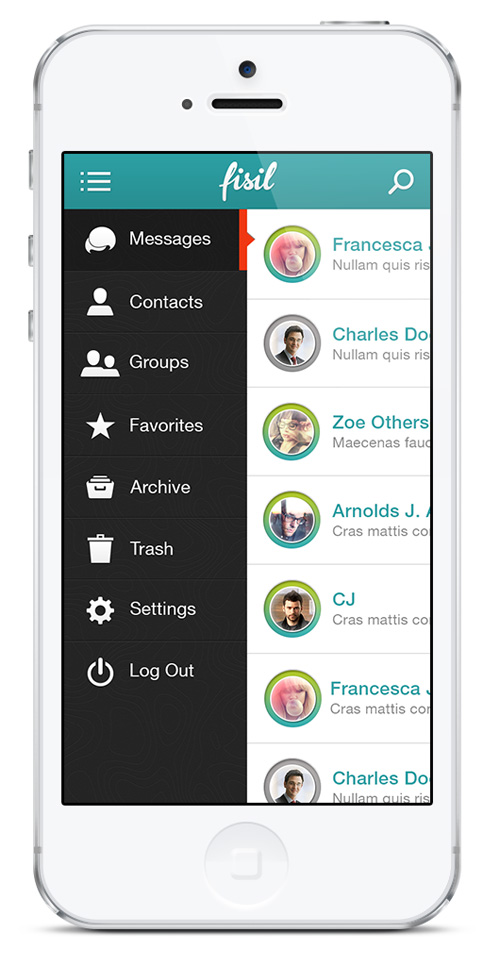 fisil
Messages
Contacts
Groups
Favorites
Archive
Trash
Settings
Log Out
Francesca
Nullam quis ris
Charles Do
Nullam quis ris
Zoe Others
Maecenas fauc
Arnolds J.
Cras mattis co
CJ
Cras mattis co
Francesca
Cras mattis cor
Charles Do
Nullam quis ris